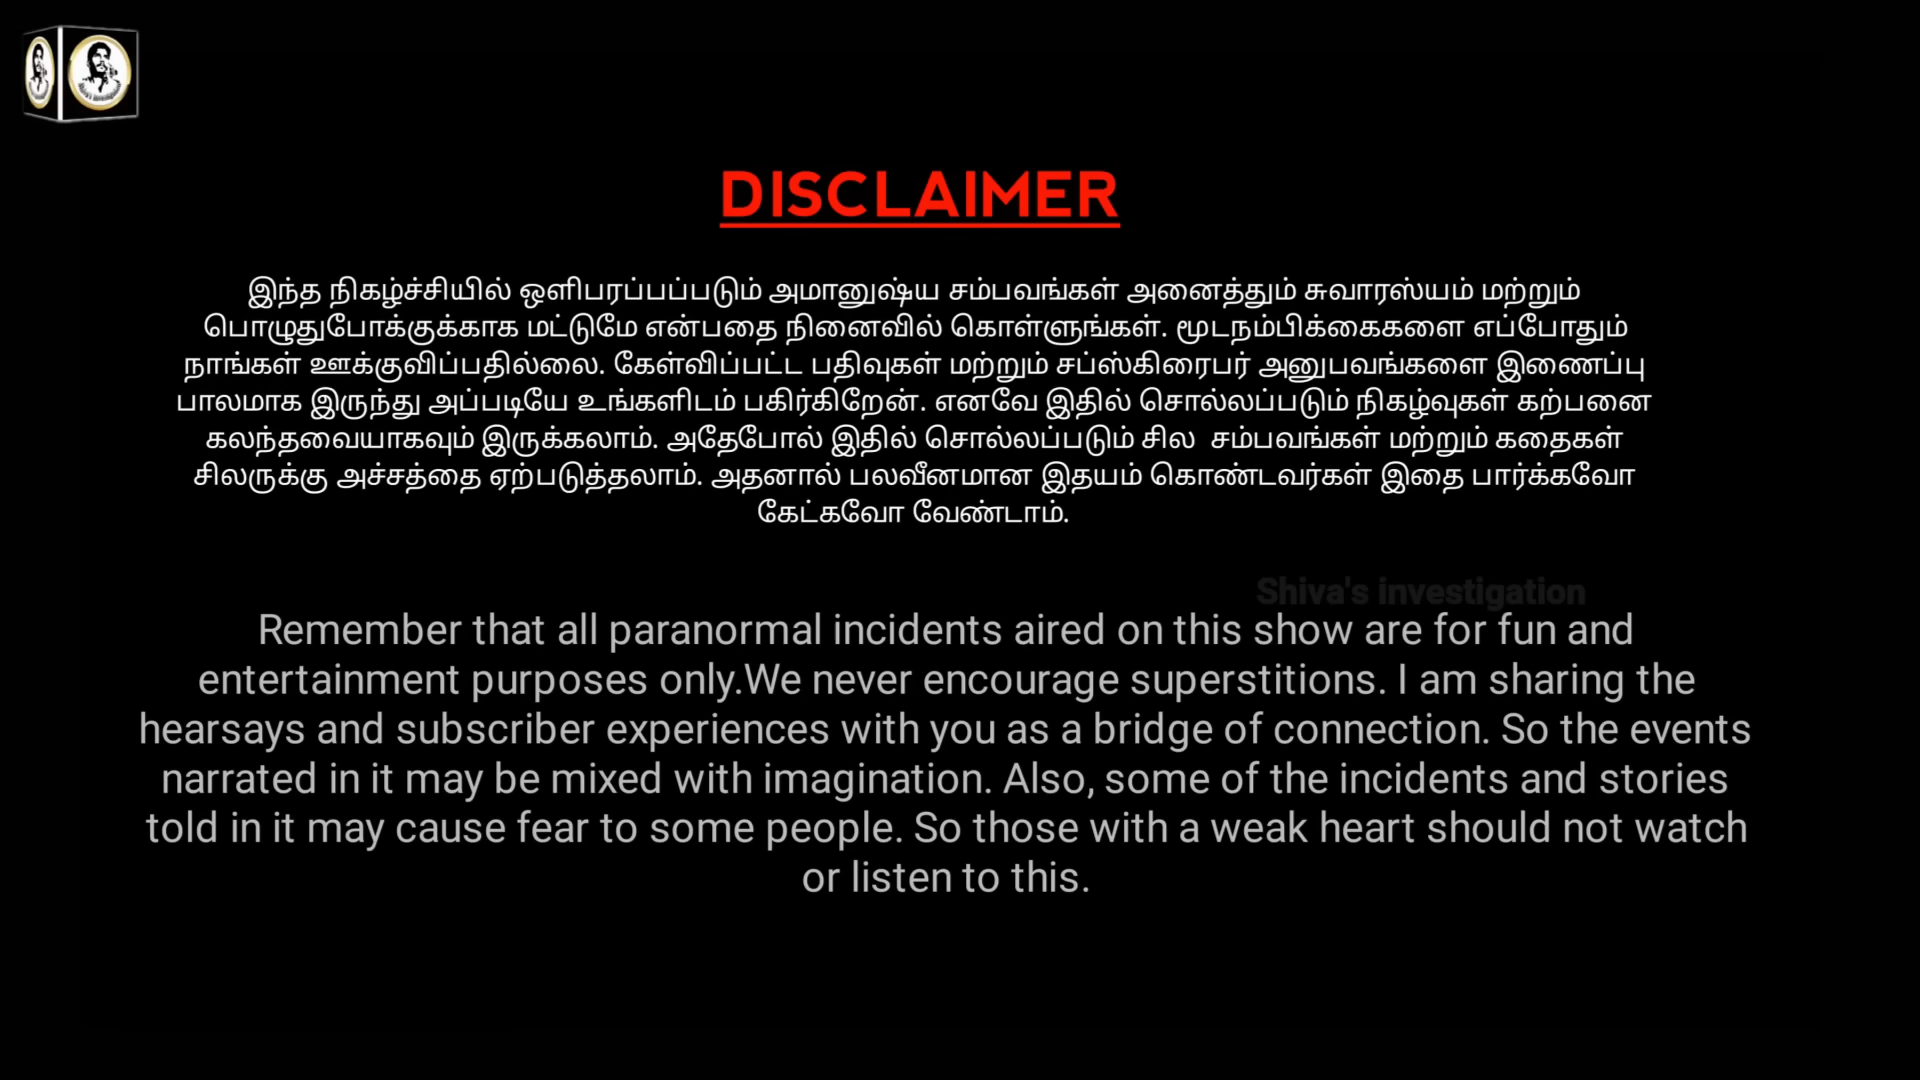 DISCLAIMER
இந்த நிகழ்ச்சியில் ஒளிபரப்பப்படும் அமானுஷ்ய சம்பவங்கள் அனைத்தும் சுவாரஸ்யம் மற்றும்
பொழுதுபோக்குக்காக மட்டுமே என்பதை நினைவில் கொள்ளுங்கள். மூடநம்பிக்கைகளை எப்போதும்
நாங்கள் ஊக்குவிப்பதில்லை. கேள்விப்பட்ட பதிவுகள் மற்றும் சப்ஸ்கிரைபர் அனுபவங்களை இணைப்பு
பாலமாக இருந்து அப்படியே உங்களிடம் பகிர்கிறேன். எனவே இதில் சொல்லப்படும் நிகழ்வுகள் கற்பனை
கலந்தவையாகவும் இருக்கலாம். அதேபோல் இதில் சொல்லப்படும் சில சம்பவங்கள் மற்றும் கதைகள்
சிலருக்கு அச்சத்தை ஏற்படுத்தலாம். அதனால் பலவீனமான இதயம் கொண்டவர்கள் இதை பார்க்கவோ
கேட்கவோ வேண்டாம்.
Shiva's investigation
Remember that all paranormal incidents aired on this show are for fun and
entertainment purposes only.We never encourage superstitions. I am sharing the
hearsays and subscriber experiences with you as a bridge of connection. So the events
narrated in it may be mixed with imagination. Also, some of the incidents and stories
told in it may cause fear to some people. So those with a weak heart should not watch
or listen to this.